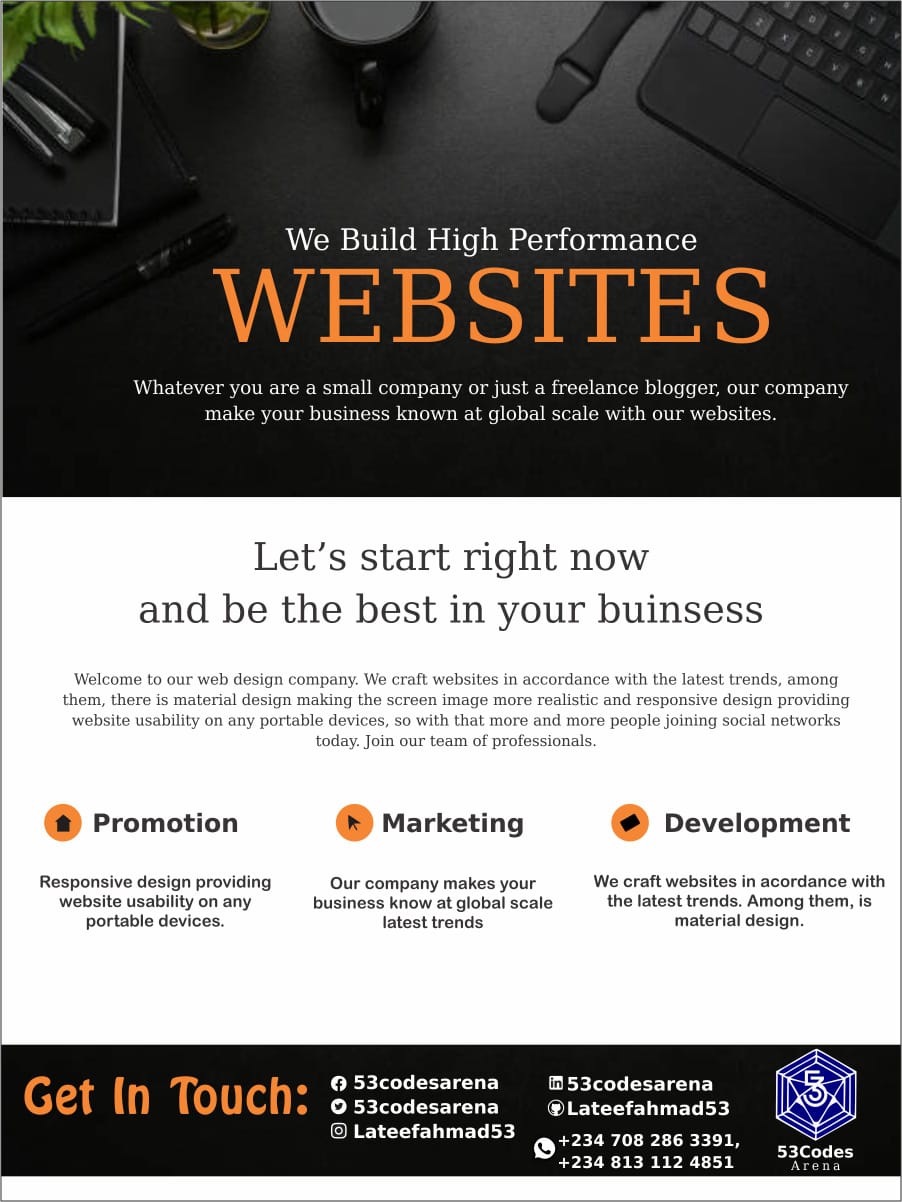 We Build High Performance
WEBSITES
Whatever you are a small company or just a freelance blogger, our company
make your business known at global scale with our websites.
Let’s start right now
and be the best in your buinsess
Welcome to our web design company. We craft websites in accordance with the latest trends, among
them, there is material design making the screen image more realistic and responsive design providing
website usability on any portable devices, so with that more and more people joining social networks
today. Join our team of professionals.
Promotion
Responsive design providing
website usability on any
portable devices.
Marketing
Our company makes your
business know at global scale
latest trends
Development
We craft websites in acordance with
the latest trends. Among them, is
material design.
Get In Touch:
53codesarena
53codesarena
Lateefahmad53
53codesarena
Lateefahmad53
+234 708 286 3391,
+234 813 112 4851
53
53Codes
Arena